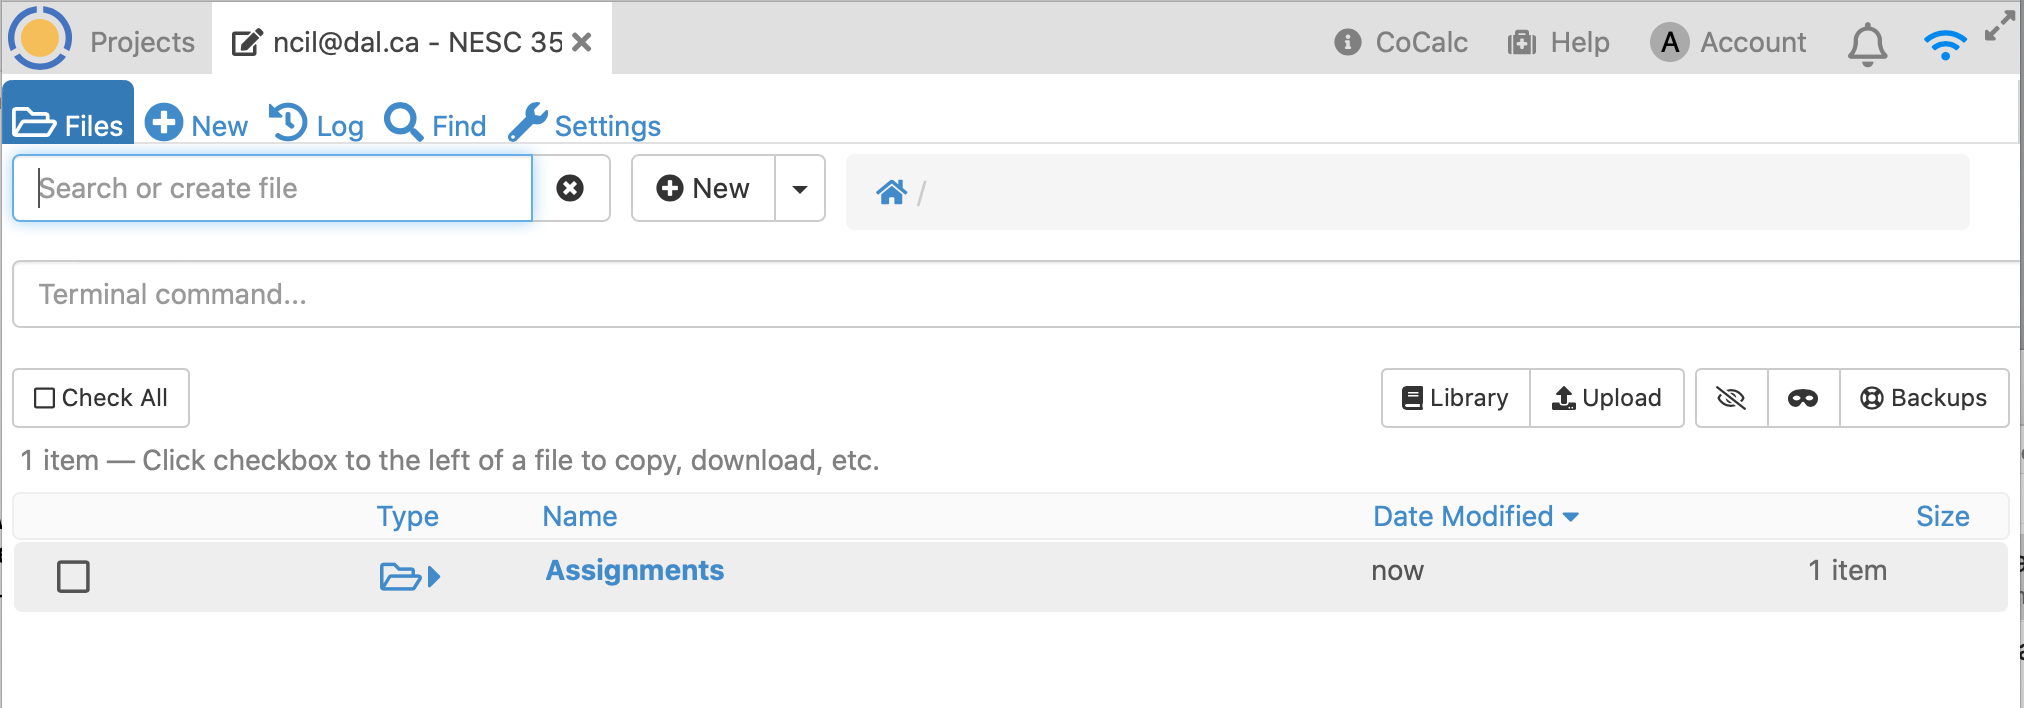 Projects ncil@dal.ca - NESC 35 CoCalc Help A Account
Files New Log Find Settings
Search or create file New /
Terminal command...
Check All Library Upload Backups
1 item — Click checkbox to the left of a file to copy, download, etc.
Type Name Date Modified Size
Assignments now 1 item